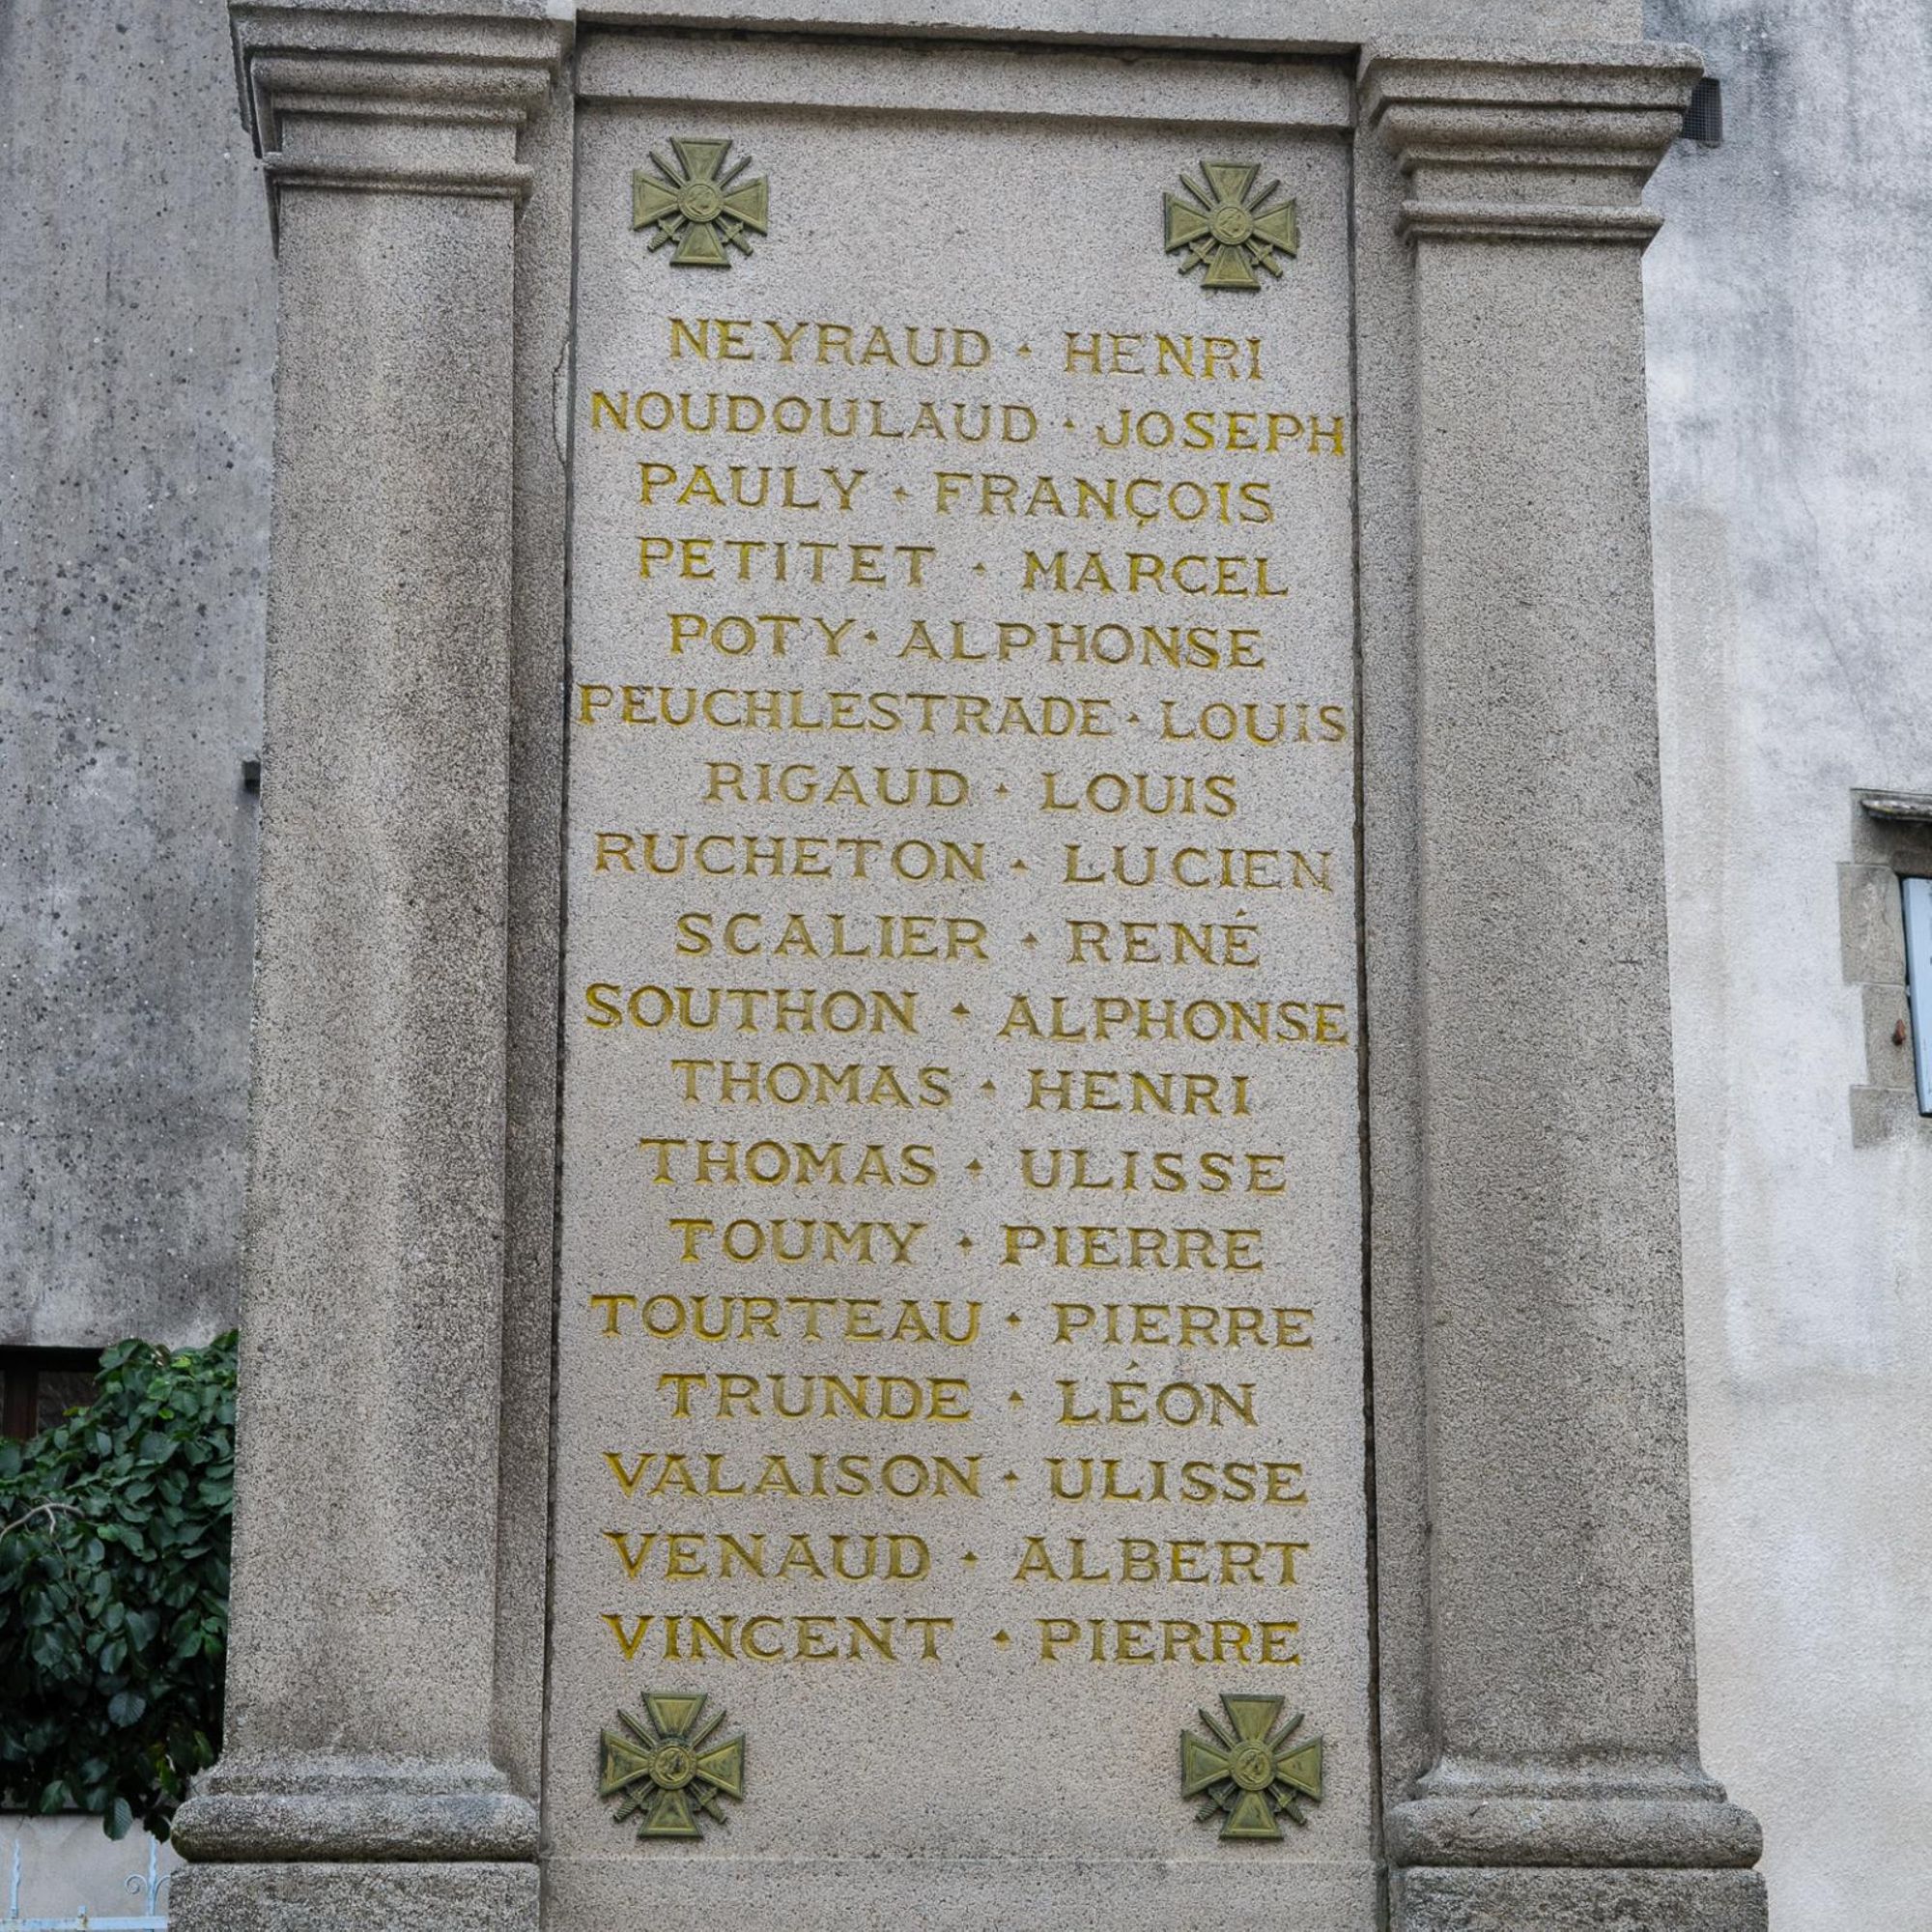 NEYRAUD · HENRI
NOUDOULAUD · JOSEPH
PAULY · FRANÇOIS
PETITET · MARCEL
POTY · ALPHONSE
PEUCHLESTRADE · LOUIS
RIGAUD · LOUIS
RUCHETON · LUCIEN
SCALIER · RENÉ
SOUTHON · ALPHONSE
THOMAS · HENRI
THOMAS · ULISSE
TOUMY · PIERRE
TOURTEAU · PIERRE
TRUNDE · LÉON
VALAISON · ULISSE
VENAUD · ALBERT
VINCENT · PIERRE